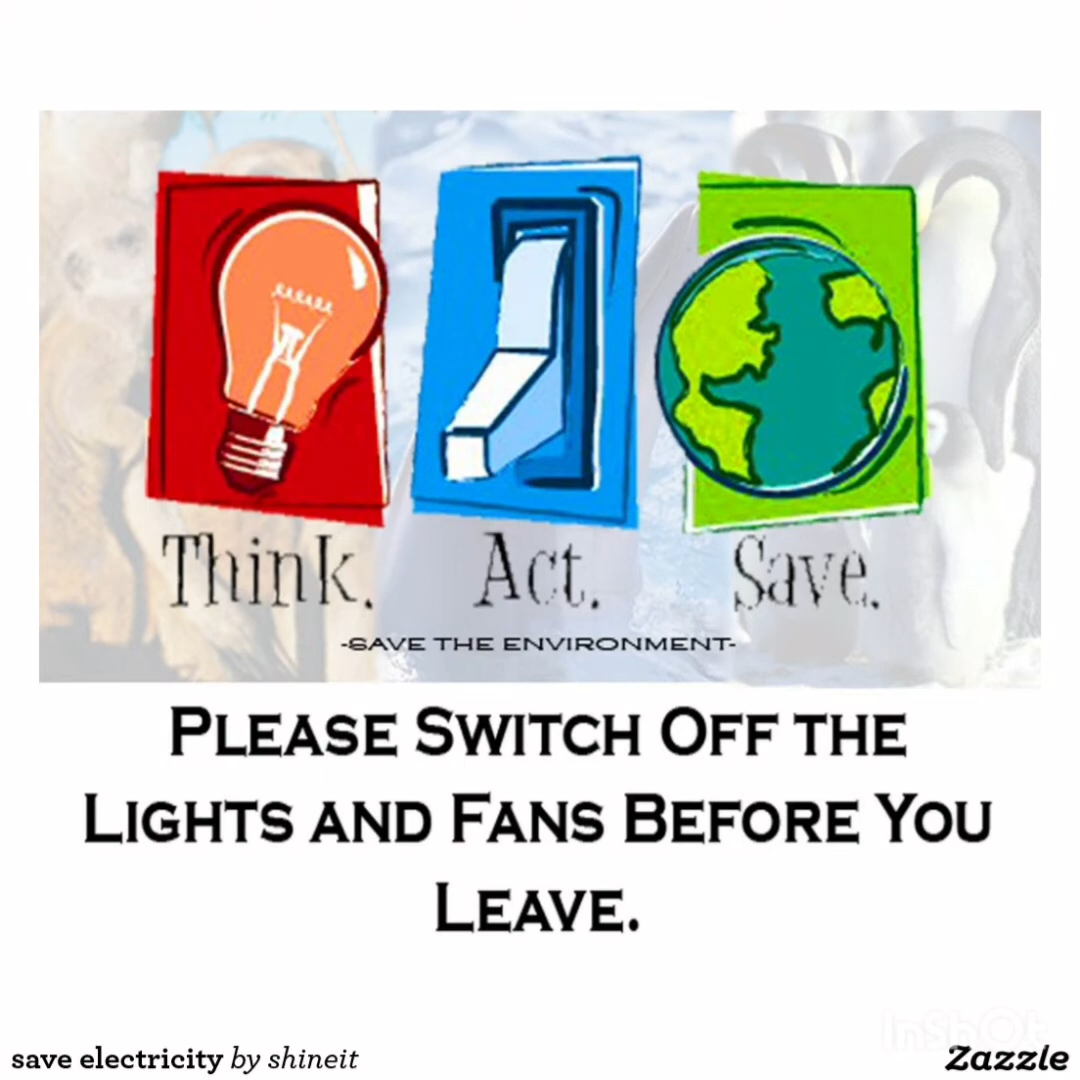 Think. Act. Save.
-SAVE THE ENVIRONMENT-
PLEASE SWITCH OFF THE
LIGHTS AND FANS BEFORE YOU
LEAVE.
InShOt
save electricity by shineit Zazzle